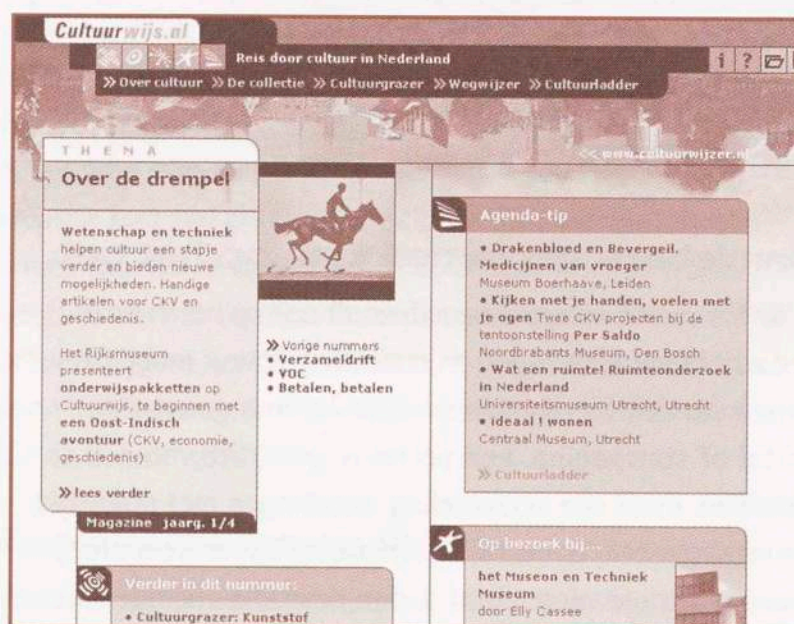 Cultuurwijs.nl
Reis door cultuur in Nederland
i ?
» Over cultuur » De collectie » Cultuurgrazer » Wegwijzer » Cultuurladder
<< www.cultuurwijzer.nl
THEMA
Over de drempel
Wetenschap en techniek
helpen cultuur een stapje
verder en bieden nieuwe
mogelijkheden. Handige
artikelen voor CKV en
geschiedenis.
Het Rijksmuseum
presenteert
onderwijspakketten op
Cultuurwijs, te beginnen met
een Oost-Indisch
avontuur (CKV, economie,
geschiedenis)
» lees verder
Magazine jaarg. 1/4
» Vorige nummers
• Verzameldrift
• VOC
• Betalen, betalen
Agenda-tip
• Drakenbloed en Bevergeil.
Medicijnen van vroeger
Museum Boerhaave, Leiden
• Kijken met je handen, voelen met
je ogen Twee CKV projecten bij de
tentoonstelling Per Saldo
Noordbrabants Museum, Den Bosch
• Wat een ruimte! Ruimteonderzoek
in Nederland
Universiteitsmuseum Utrecht, Utrecht
• ideaal ! wonen
Centraal Museum, Utrecht
» Cultuurladder
Verder in dit nummer:
• Cultuurgrazer: Kunststof
Op bezoek bij...
het Museon en Techniek
Museum
door Elly Cassee